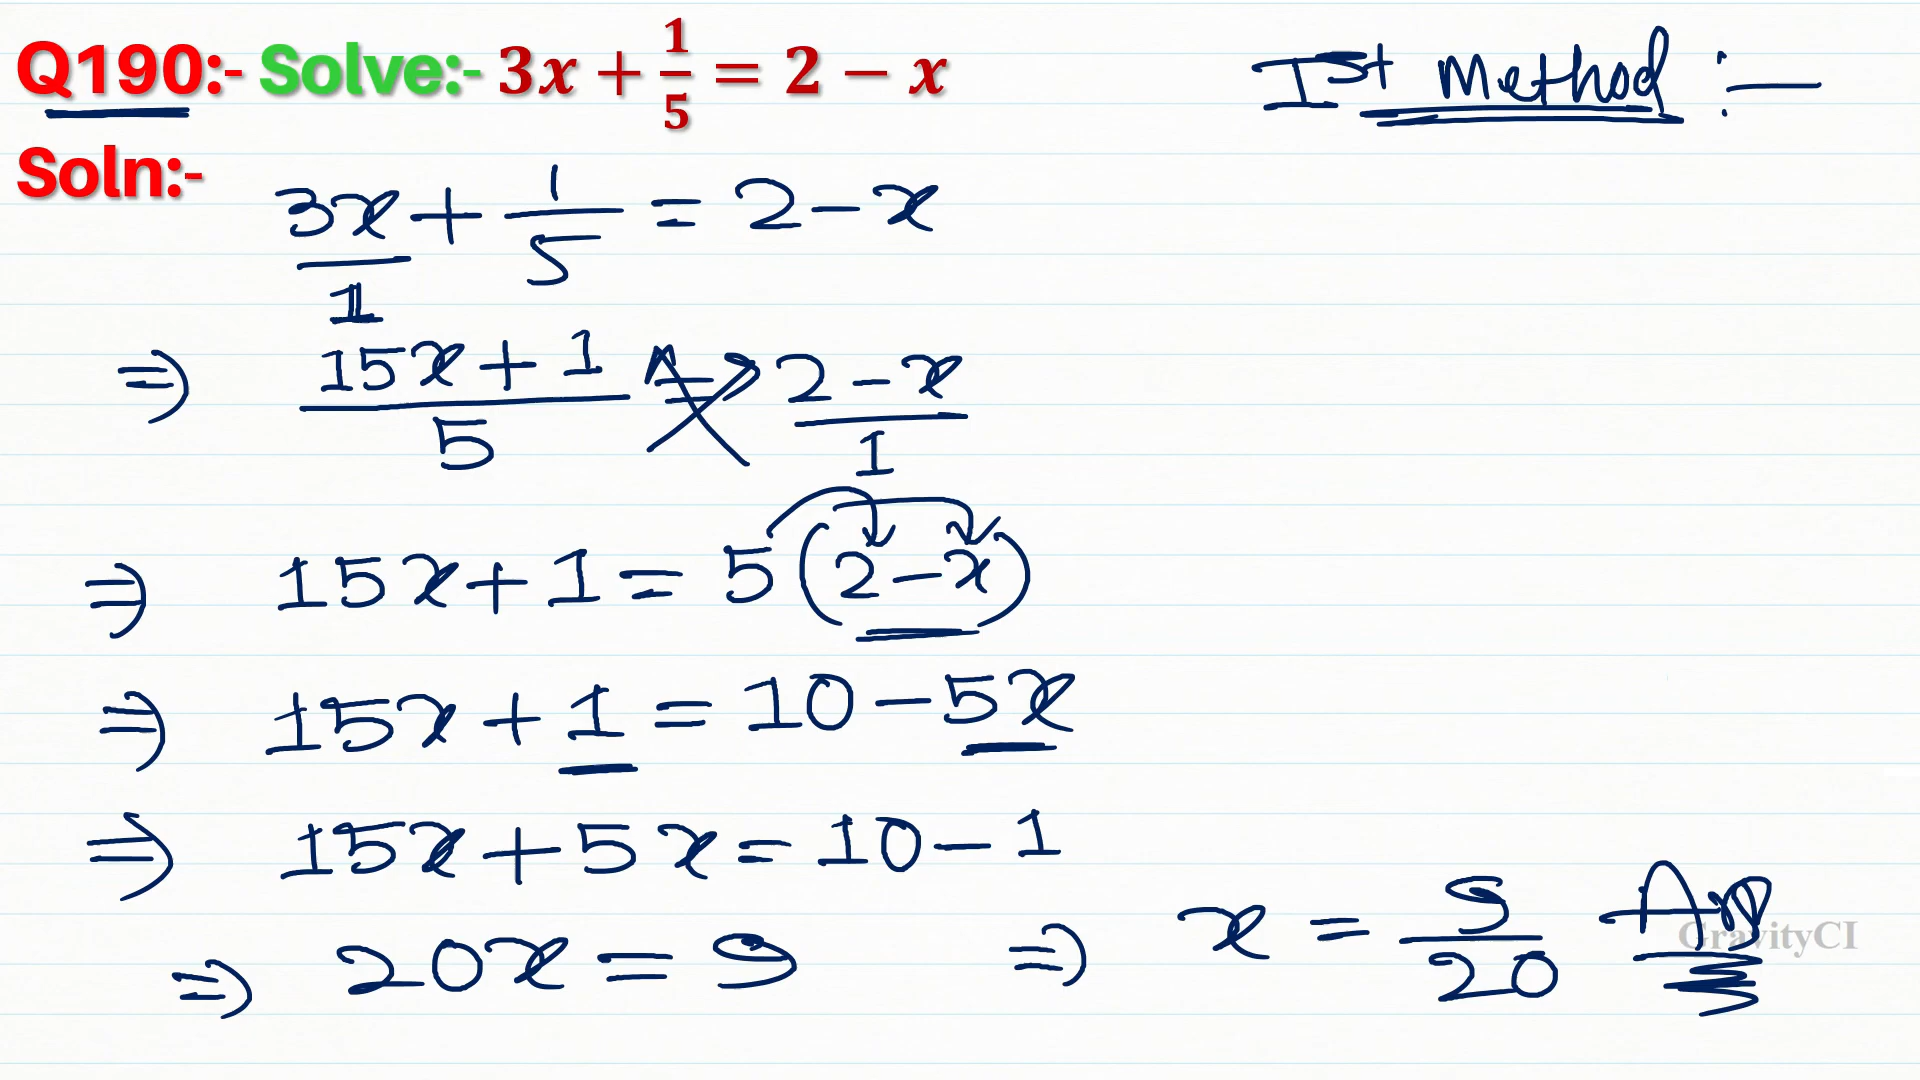 Q190:- Solve:- 3x + 1/5 = 2 − x
Ist Method :—
Soln:-
3x/1 + 1/5 = 2 − x
⇒ (15x + 1)/5 = (2 − x)/1
⇒ 15x + 1 = 5(2 − x)
⇒ 15x + 1 = 10 − 5x
⇒ 15x + 5x = 10 − 1
⇒ 20x = 9 ⇒ x = 9/20 Ans
GravityCI